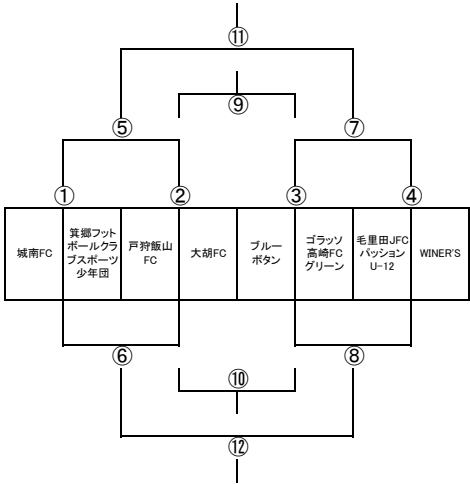 ⑪
⑨
⑤
⑦
①
②
③
④
城南FC
箕郷フット
ボールクラ
ブスポーツ
少年団
戸狩飯山
FC
大胡FC
ブルー
ボタン
ゴラッソ
高崎FC
グリーン
毛里田JFC
パッション
U-12
WINER'S
⑥
⑧
⑩
⑫